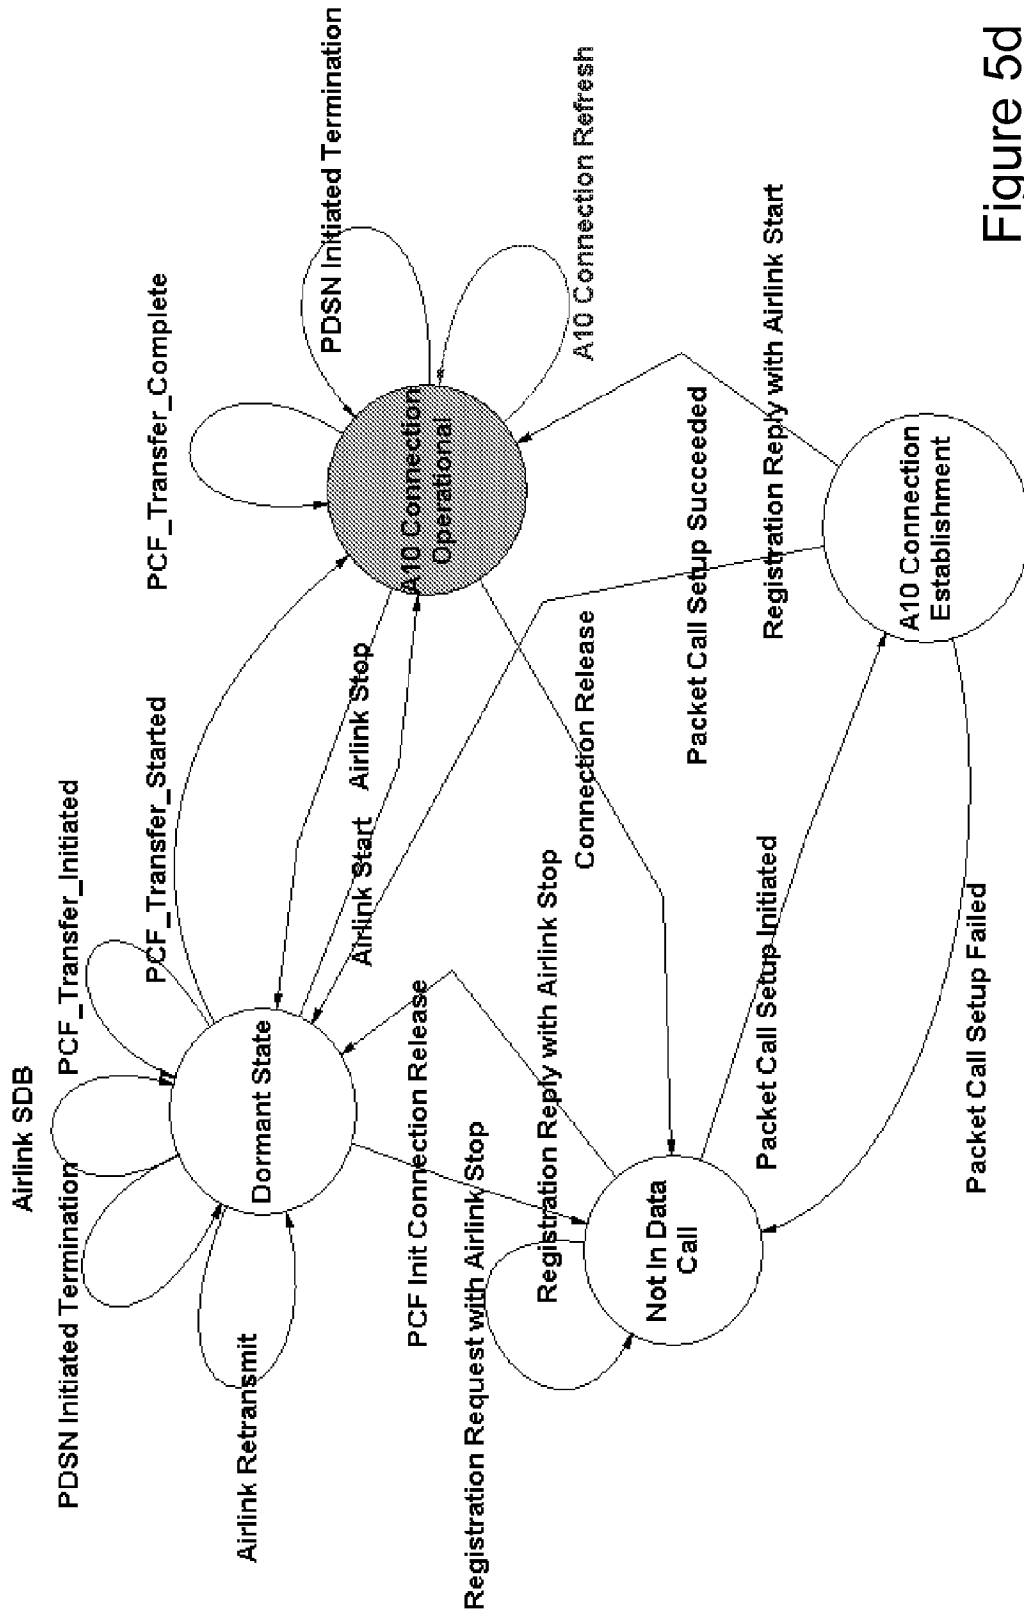 Airlink SDB
PDSN Initiated Termination
PCF_Transfer_Initiated
PCF_Transfer_Started
PCF_Transfer_Complete
Airlink Retransmit
Dormant State
Airlink Start
Airlink Stop
A10 Connection
Operational
PDSN Initiated Termination
PCF Init Connection Release
Registration Request with Airlink Stop
Registration Reply with Airlink Stop
Connection Release
A10 Connection Refresh
Not In Data
Call
Packet Call Setup Initiated
Packet Call Setup Succeeded
Registration Reply with Airlink Start
A10 Connection
Establishment
Packet Call Setup Failed
Figure 5d